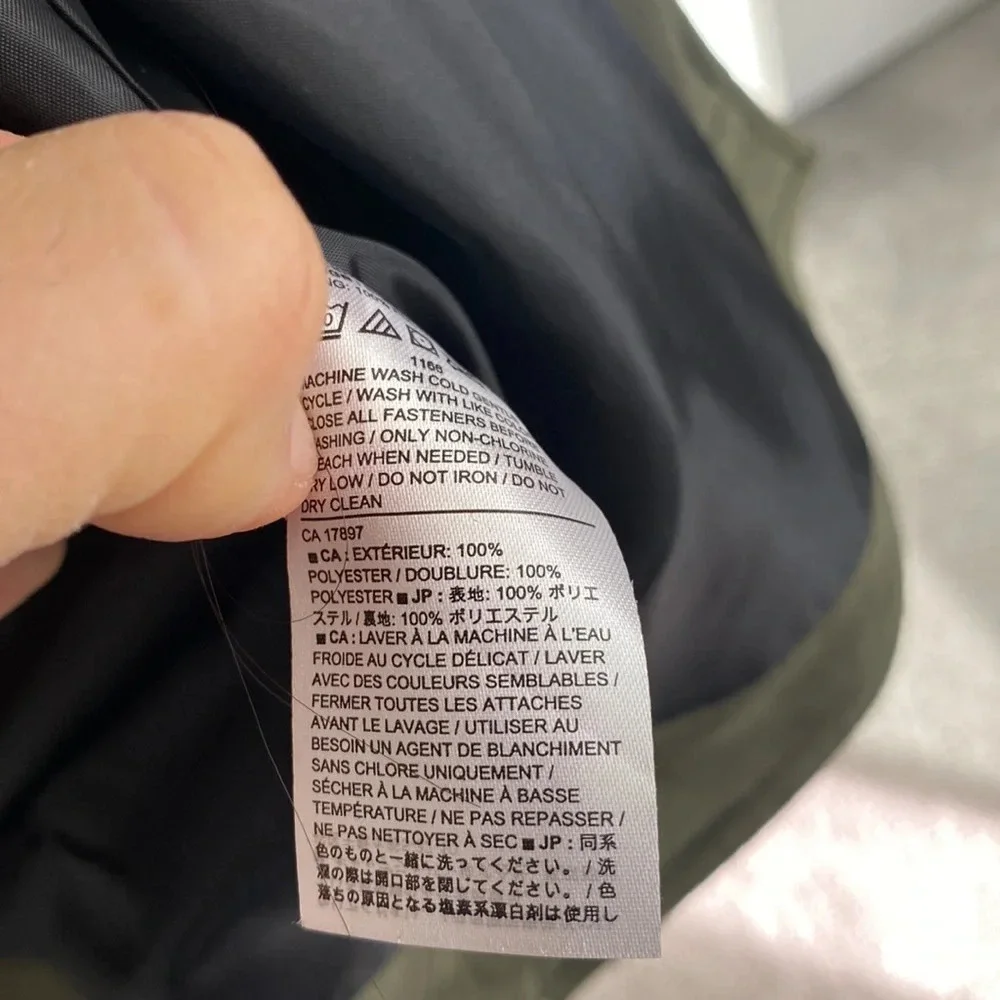 NG: 100%
1166
MACHINE WASH COLD GENTLE
CYCLE / WASH WITH LIKE COLORS
CLOSE ALL FASTENERS BEFORE
WASHING / ONLY NON-CHLORINE
BLEACH WHEN NEEDED / TUMBLE
DRY LOW / DO NOT IRON / DO NOT
DRY CLEAN
CA 17897
■ CA : EXTÉRIEUR: 100%
POLYESTER / DOUBLURE: 100%
POLYESTER ■ JP : 表地: 100% ポリエ
ステル / 裏地: 100% ポリエステル
■ CA : LAVER À LA MACHINE À L'EAU
FROIDE AU CYCLE DÉLICAT / LAVER
AVEC DES COULEURS SEMBLABLES /
FERMER TOUTES LES ATTACHES
AVANT LE LAVAGE / UTILISER AU
BESOIN UN AGENT DE BLANCHIMENT
SANS CHLORE UNIQUEMENT /
SÉCHER À LA MACHINE À BASSE
TEMPÉRATURE / NE PAS REPASSER /
NE PAS NETTOYER À SEC ■ JP : 同系
色のものと一緒に洗ってください。 / 洗
濯の際は開口部を閉じてください。 / 色
落ちの原因となる塩素系漂白剤は使用し